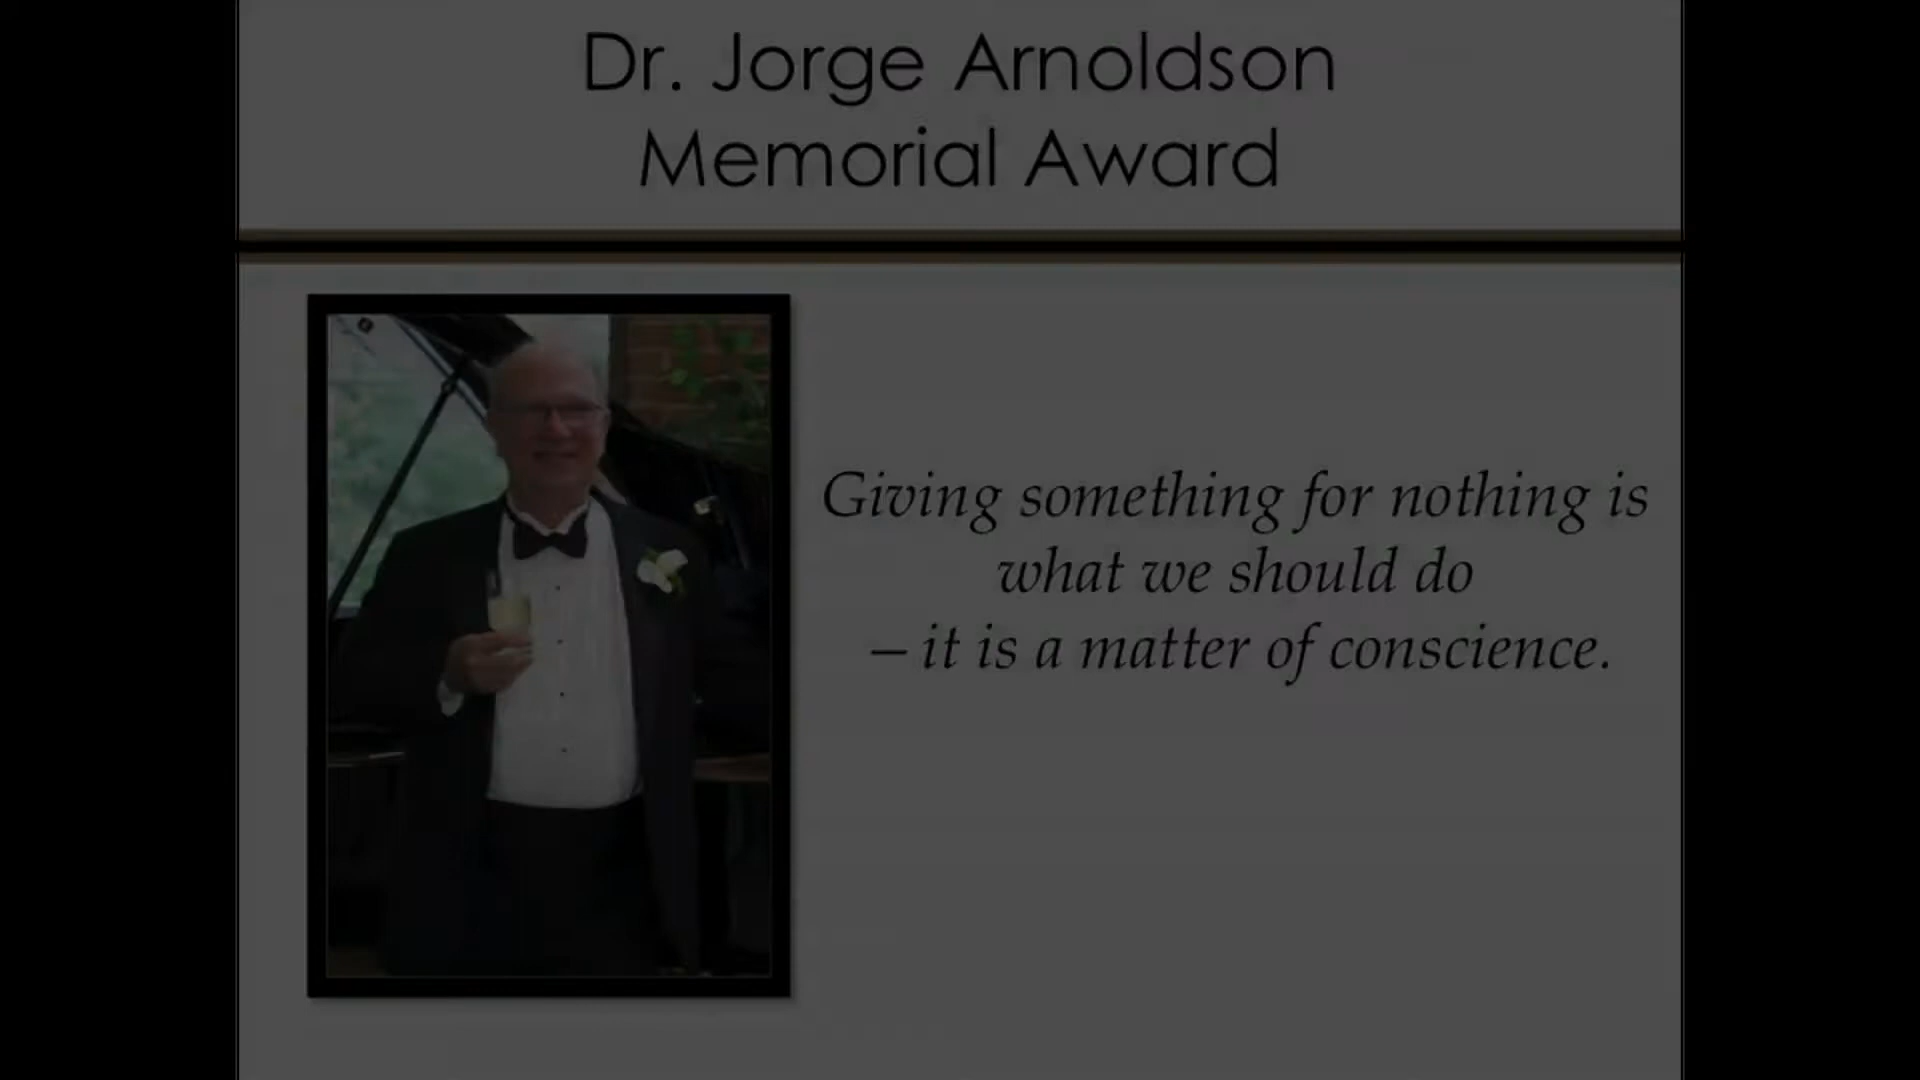 Dr. Jorge Arnoldson
Memorial Award
Giving something for nothing is
what we should do
– it is a matter of conscience.